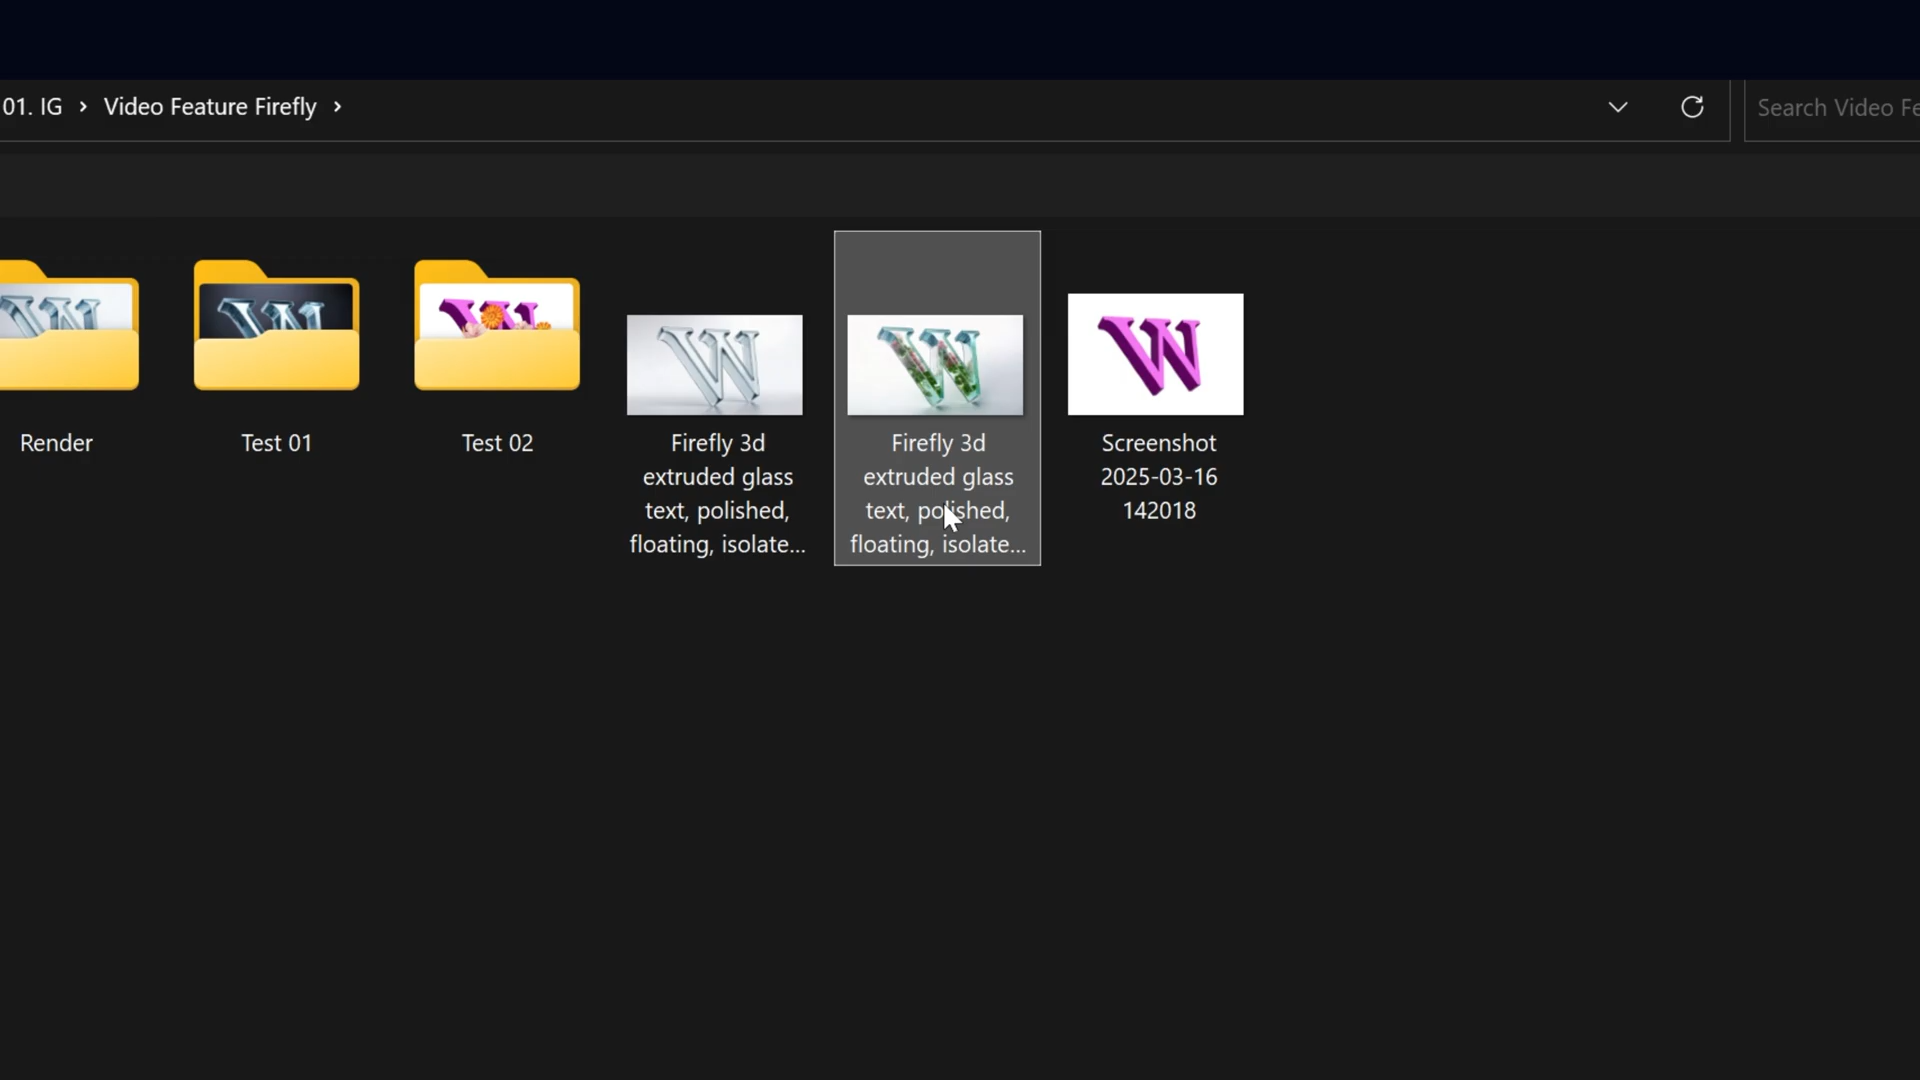 01. IG > Video Feature Firefly >
Search Video Fe
Render
Test 01
Test 02
Firefly 3d
extruded glass
text, polished,
floating, isolate...
Firefly 3d
extruded glass
text, polished,
floating, isolate...
Screenshot
2025-03-16
142018
W
W
W
W
W
W